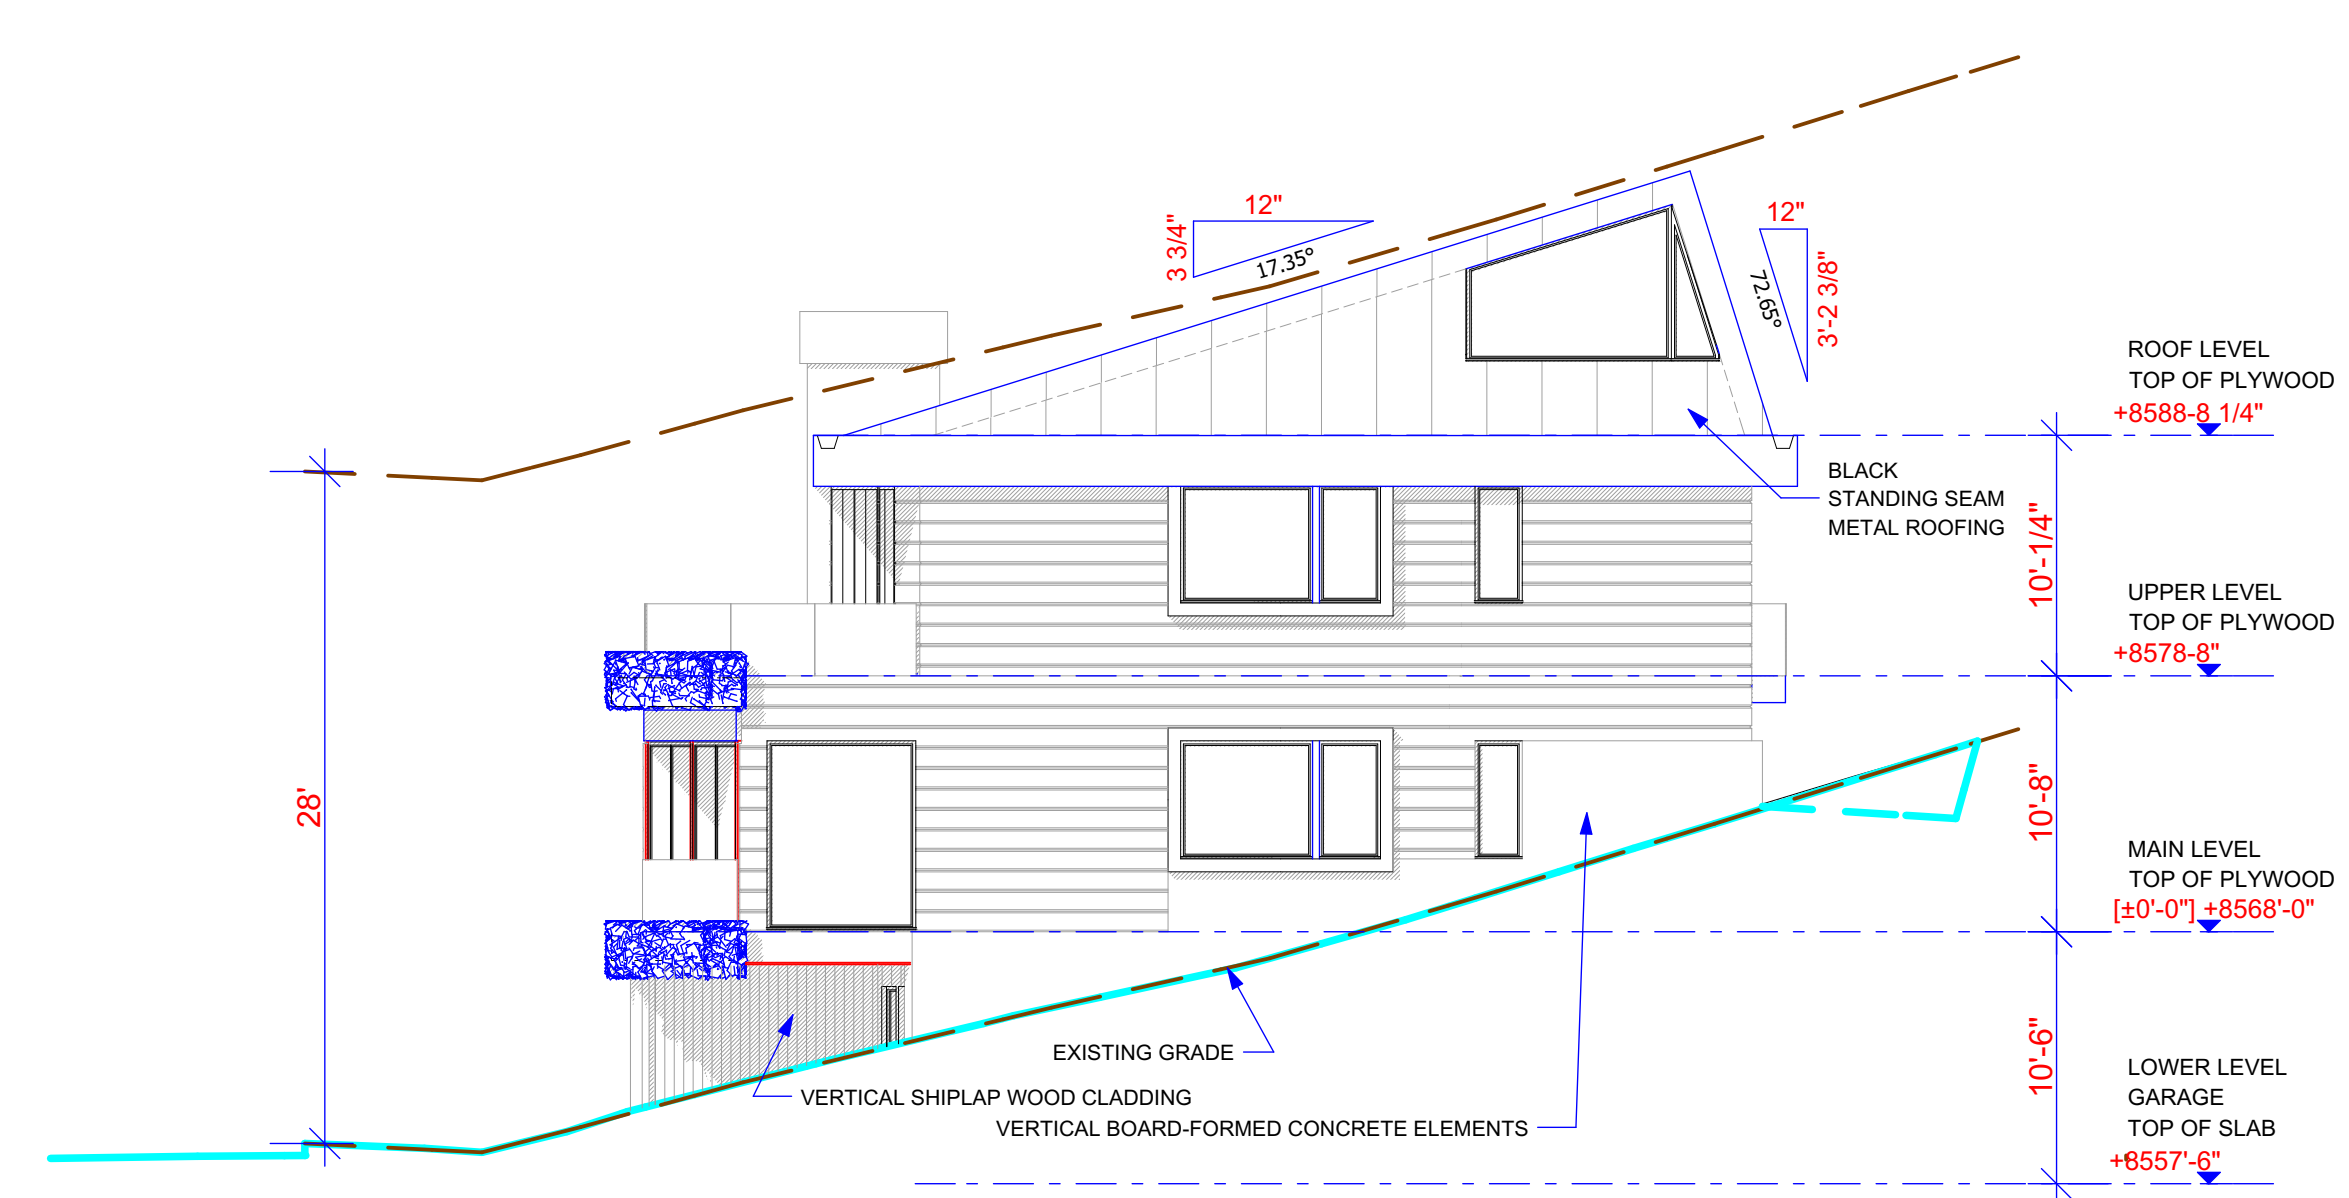 12"
3 3/4"
17.35°
12"
72.65°
3'-2 3/8"
ROOF LEVEL
TOP OF PLYWOOD
+8588-8 1/4"
BLACK
STANDING SEAM
METAL ROOFING
10'-1/4"
UPPER LEVEL
TOP OF PLYWOOD
+8578-8"
28'
10'-8"
MAIN LEVEL
TOP OF PLYWOOD
[±0'-0"] +8568'-0"
10'-6"
EXISTING GRADE
VERTICAL SHIPLAP WOOD CLADDING
VERTICAL BOARD-FORMED CONCRETE ELEMENTS
LOWER LEVEL
GARAGE
TOP OF SLAB
+8557'-6"